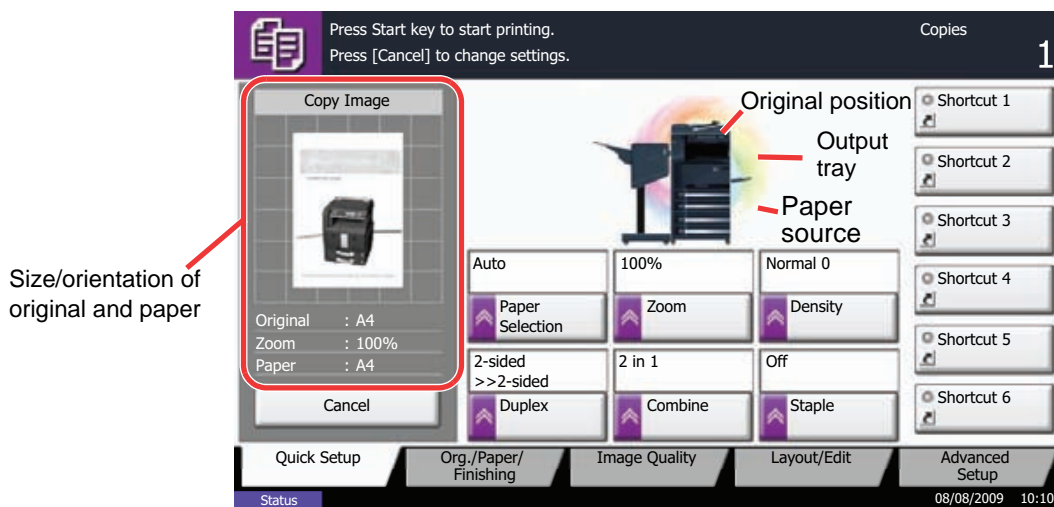 Press Start key to start printing.
Press [Cancel] to change settings.
Copies
1
Copy Image
Original : A4
Zoom : 100%
Paper : A4
Cancel
Size/orientation of
original and paper
Original position
Output
tray
Paper
source
Auto
Paper
Selection
100%
Zoom
Normal 0
Density
2-sided
>>2-sided
Duplex
2 in 1
Combine
Off
Staple
Shortcut 1
Shortcut 2
Shortcut 3
Shortcut 4
Shortcut 5
Shortcut 6
Quick Setup
Org./Paper/
Finishing
Image Quality
Layout/Edit
Advanced
Setup
Status
08/08/2009 10:10